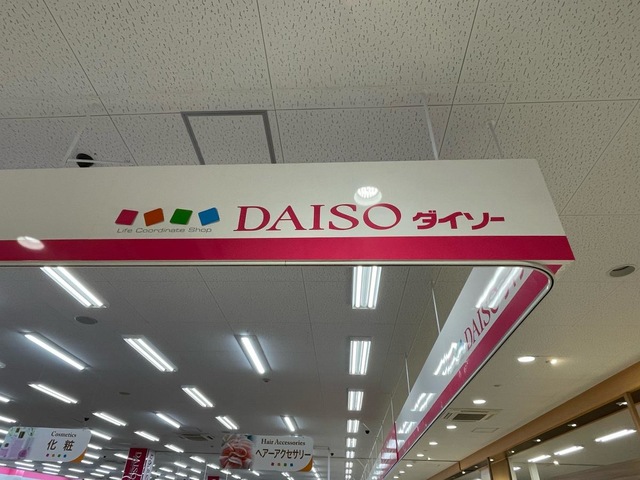 DAISO ダイソー
Life Coordinate Shop
DAISO
Cosmetics
化粧
Hair Accessories
ヘアーアクセサリー